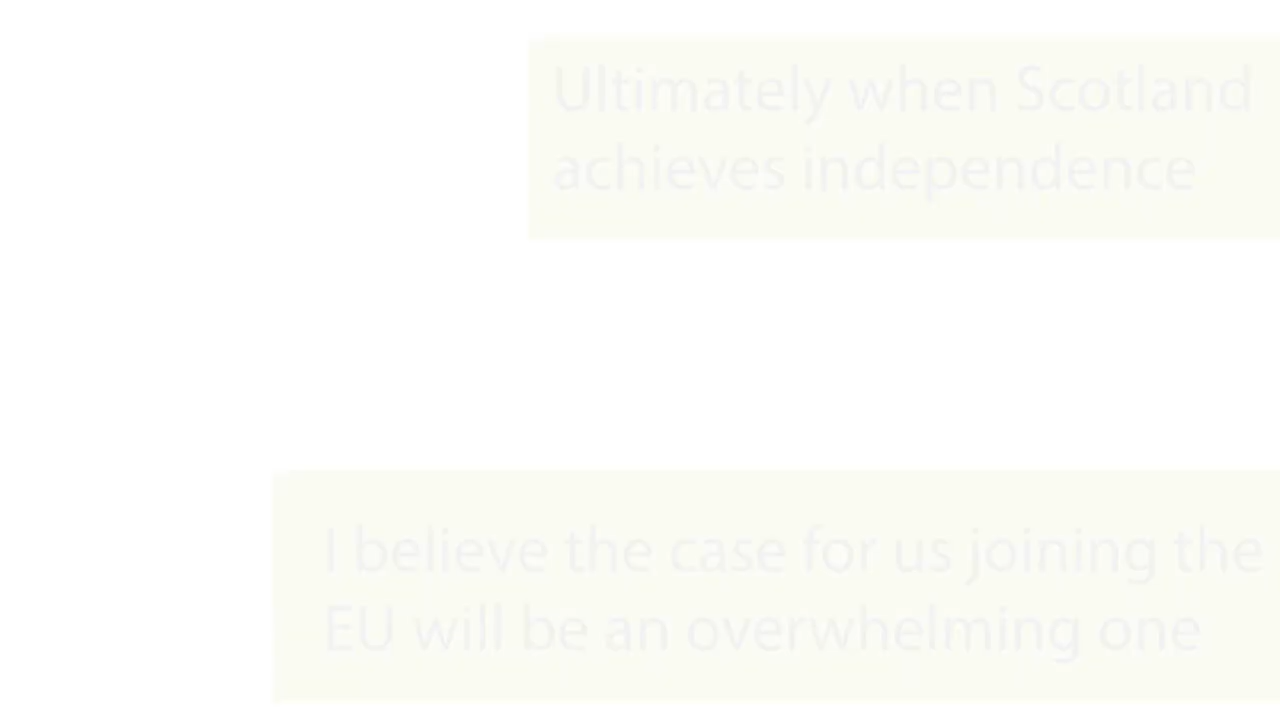 Ultimately when Scotland
achieves independence
I believe the case for us joining the
EU will be an overwhelming one